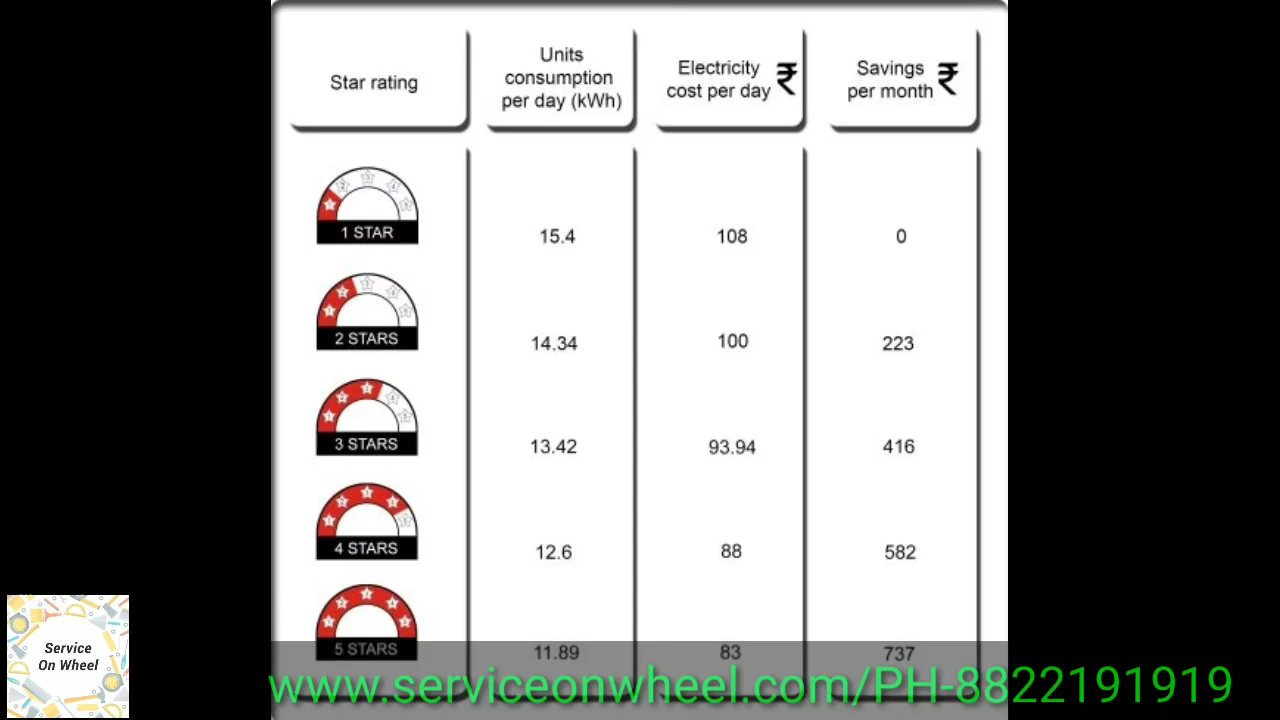 Star rating
Units
consumption
per day (kWh)
Electricity
cost per day ₹
Savings
per month ₹
1 STAR
15.4
108
0
2 STARS
14.34
100
223
3 STARS
13.42
93.94
416
4 STARS
12.6
88
582
5 STARS
11.89
83
737
Service
On Wheel
www.serviceonwheel.com/PH-8822191919